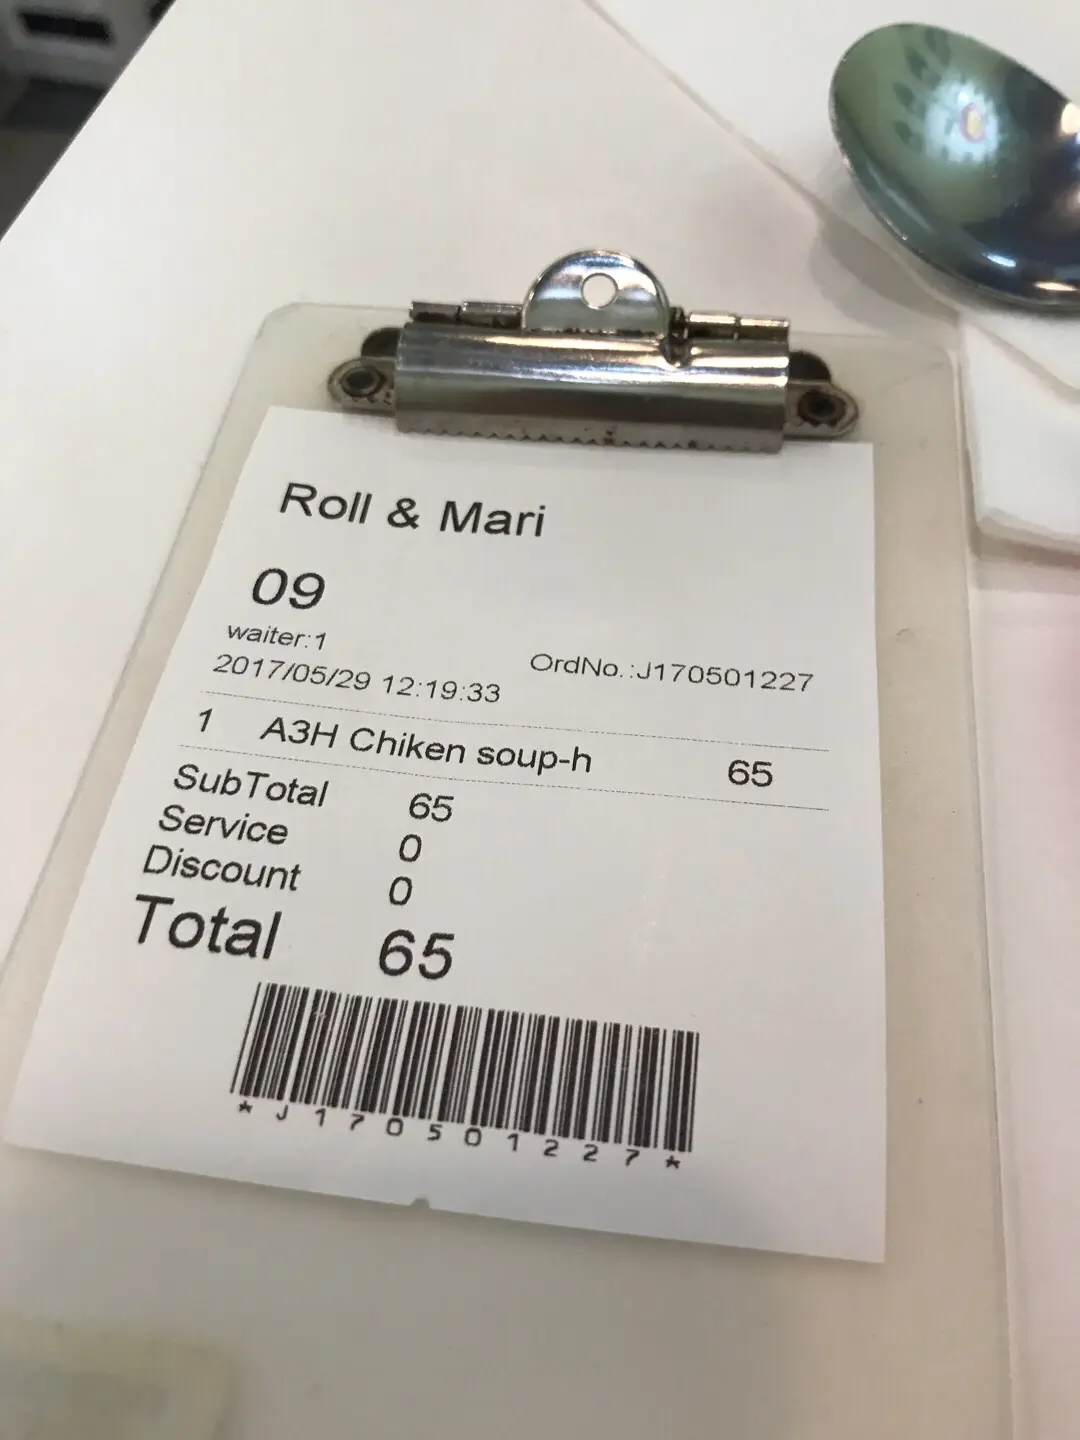 Roll & Mari
09
waiter:1
2017/05/29 12:19:33 OrdNo.:J170501227
1 A3H Chiken soup-h 65
SubTotal 65
Service 0
Discount 0
Total 65
*J170501227*